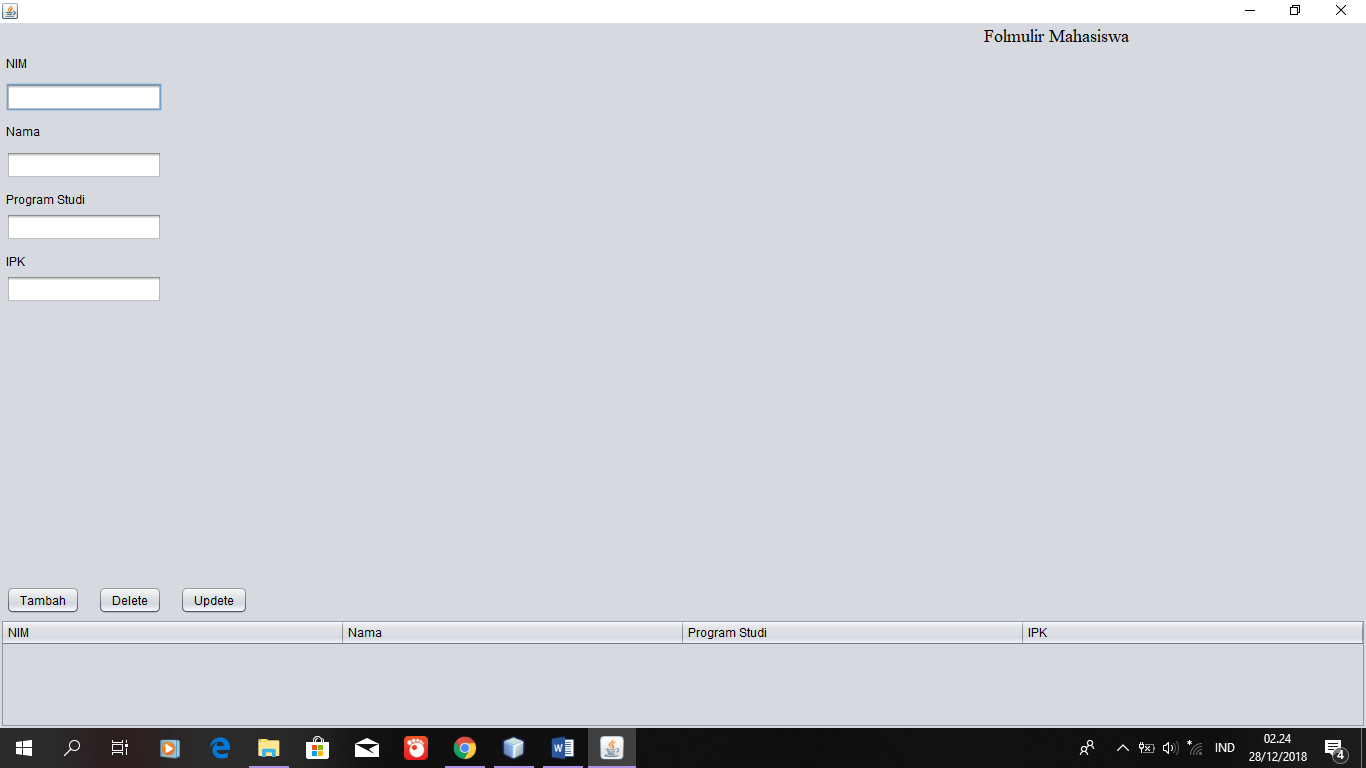 Folmulir Mahasiswa
NIM
Nama
Program Studi
IPK
Tambah Delete Updete
NIM Nama Program Studi IPK
IND 02.24
28/12/2018 4